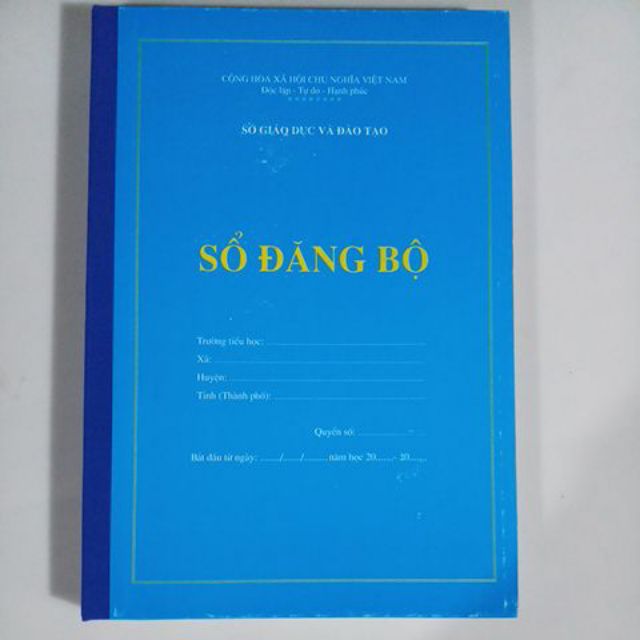 CỘNG HÒA XÃ HỘI CHỦ NGHĨA VIỆT NAM
Độc lập - Tự do - Hạnh phúc
SỞ GIÁO DỤC VÀ ĐÀO TẠO
SỔ ĐĂNG BỘ
Trường tiểu học: ..............................
Xã: ..............................
Huyện: ..............................
Tỉnh (Thành phố): ..............................
Quyển số: ..............
Bắt đầu từ ngày: ......./......./......... năm học 20.......- 20.......